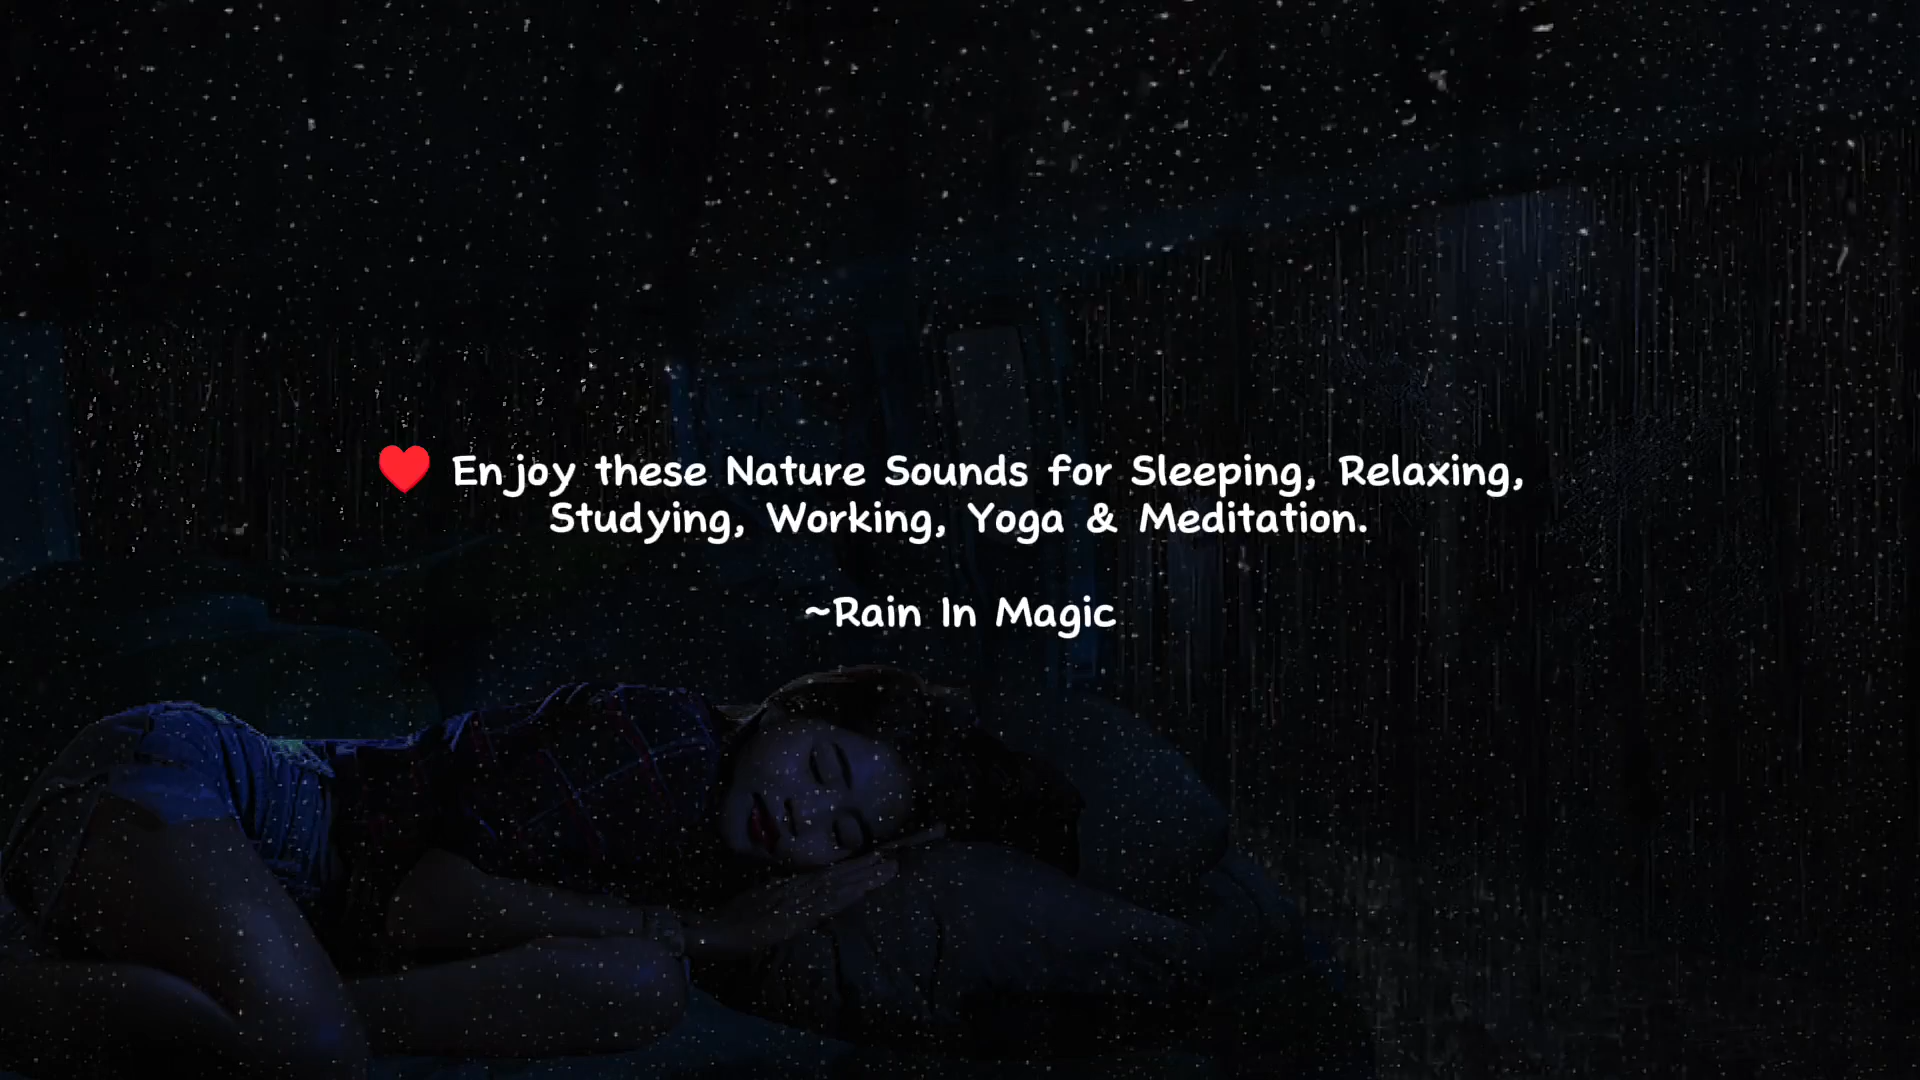 ♥️ Enjoy these Nature Sounds for Sleeping, Relaxing,
Studying, Working, Yoga & Meditation.
~Rain In Magic